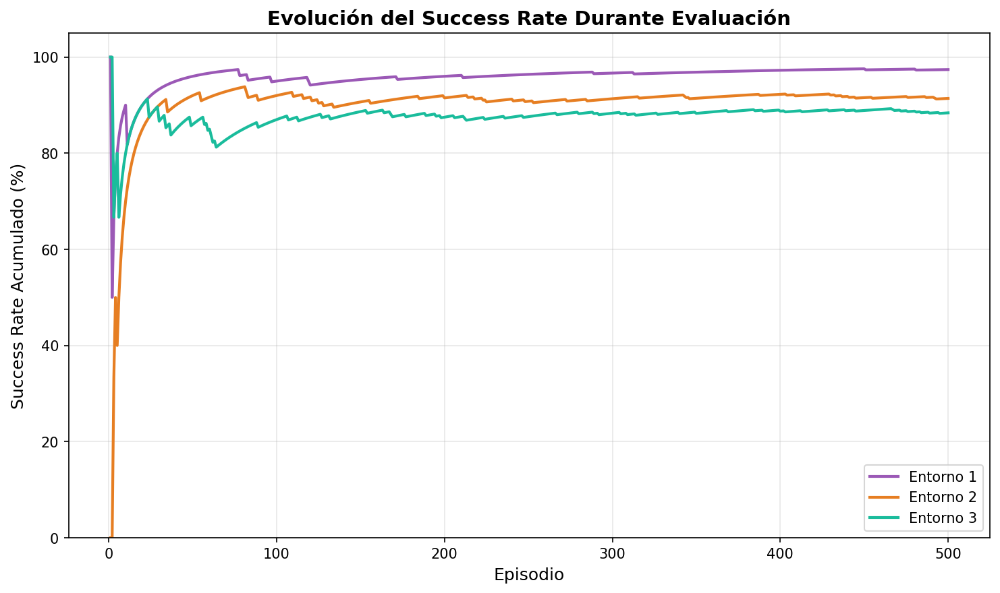 Evolución del Success Rate Durante Evaluación
Success Rate Acumulado (%)
100
80
60
40
20
0
0 100 200 300 400 500
Episodio
Entorno 1
Entorno 2
Entorno 3